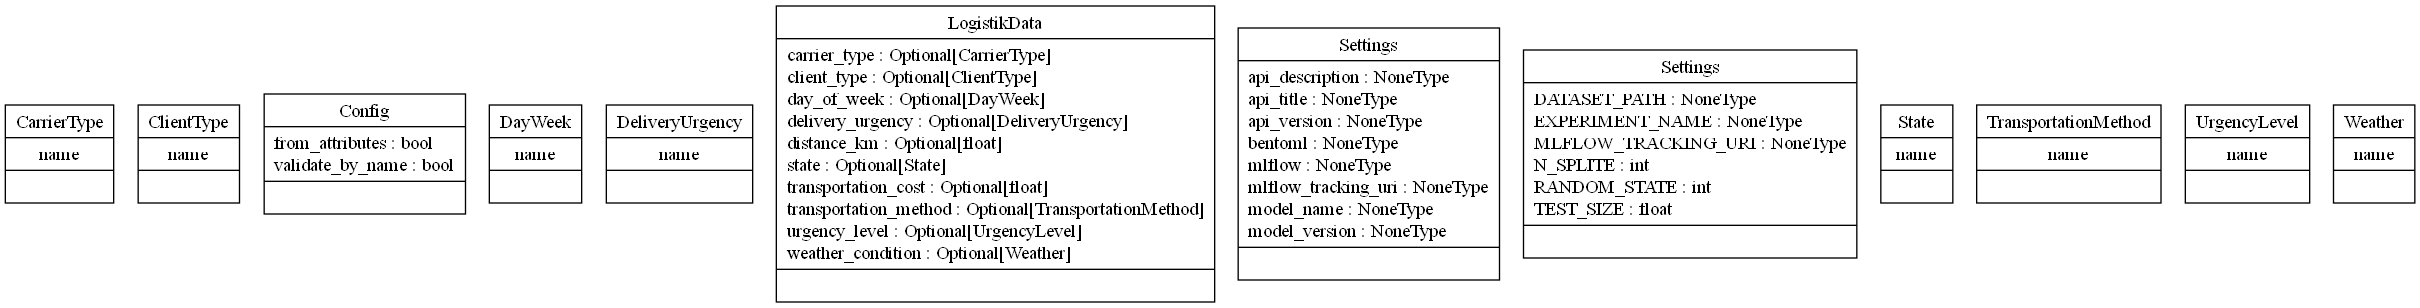 CarrierType
name
ClientType
name
Config
from_attributes : bool
validate_by_name : bool
DayWeek
name
DeliveryUrgency
name
LogistikData
carrier_type : Optional[CarrierType]
client_type : Optional[ClientType]
day_of_week : Optional[DayWeek]
delivery_urgency : Optional[DeliveryUrgency]
distance_km : Optional[float]
state : Optional[State]
transportation_cost : Optional[float]
transportation_method : Optional[TransportationMethod]
urgency_level : Optional[UrgencyLevel]
weather_condition : Optional[Weather]
Settings
api_description : NoneType
api_title : NoneType
api_version : NoneType
bentoml : NoneType
mlflow : NoneType
mlflow_tracking_uri : NoneType
model_name : NoneType
model_version : NoneType
Settings
DATASET_PATH : NoneType
EXPERIMENT_NAME : NoneType
MLFLOW_TRACKING_URI : NoneType
N_SPLITE : int
RANDOM_STATE : int
TEST_SIZE : float
State
name
TransportationMethod
name
UrgencyLevel
name
Weather
name